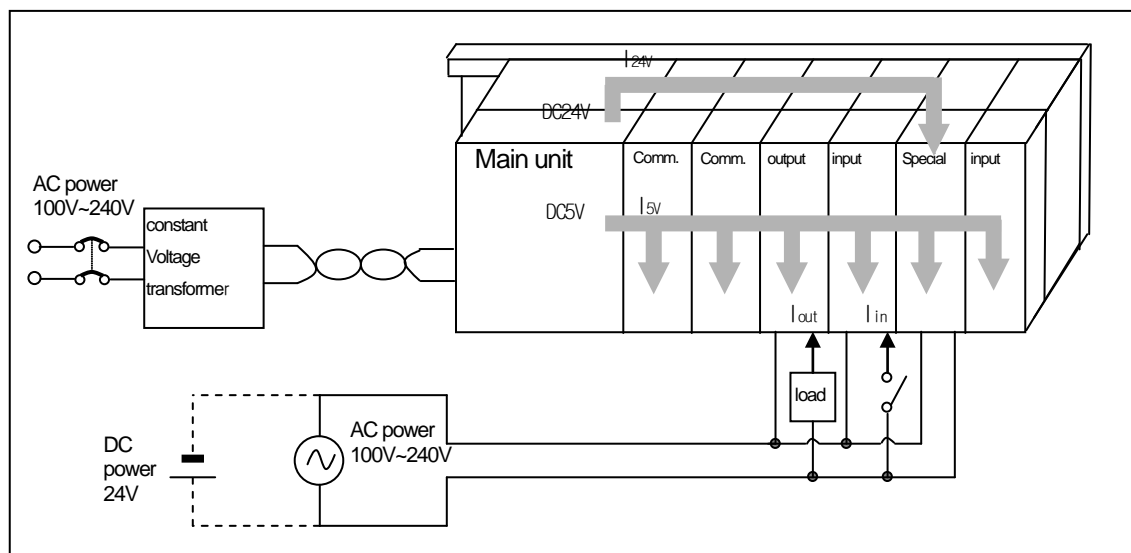 I24V
DC24V
Main unit
Comm.
Comm.
output
input
Special
input
AC power
100V~240V
DC5V
I5V
constant
Voltage
transformer
Iout
Iin
load
AC power
100V~240V
DC
power
24V